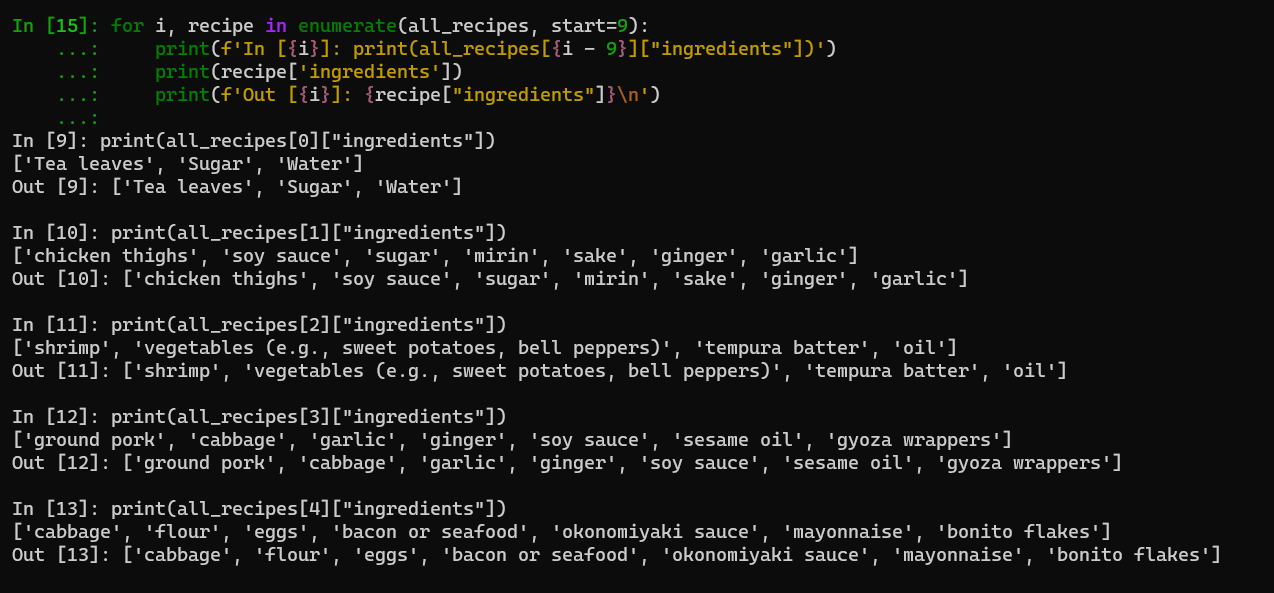 In [15]: for i, recipe in enumerate(all_recipes, start=9):
    ...:     print(f'In [{i}]: print(all_recipes[{i - 9}]["ingredients"])')
    ...:     print(recipe['ingredients'])
    ...:     print(f'Out [{i}]: {recipe["ingredients"]}\n')
    ...:
In [9]: print(all_recipes[0]["ingredients"])
['Tea leaves', 'Sugar', 'Water']
Out [9]: ['Tea leaves', 'Sugar', 'Water']

In [10]: print(all_recipes[1]["ingredients"])
['chicken thighs', 'soy sauce', 'sugar', 'mirin', 'sake', 'ginger', 'garlic']
Out [10]: ['chicken thighs', 'soy sauce', 'sugar', 'mirin', 'sake', 'ginger', 'garlic']

In [11]: print(all_recipes[2]["ingredients"])
['shrimp', 'vegetables (e.g., sweet potatoes, bell peppers)', 'tempura batter', 'oil']
Out [11]: ['shrimp', 'vegetables (e.g., sweet potatoes, bell peppers)', 'tempura batter', 'oil']

In [12]: print(all_recipes[3]["ingredients"])
['ground pork', 'cabbage', 'garlic', 'ginger', 'soy sauce', 'sesame oil', 'gyoza wrappers']
Out [12]: ['ground pork', 'cabbage', 'garlic', 'ginger', 'soy sauce', 'sesame oil', 'gyoza wrappers']

In [13]: print(all_recipes[4]["ingredients"])
['cabbage', 'flour', 'eggs', 'bacon or seafood', 'okonomiyaki sauce', 'mayonnaise', 'bonito flakes']
Out [13]: ['cabbage', 'flour', 'eggs', 'bacon or seafood', 'okonomiyaki sauce', 'mayonnaise', 'bonito flakes']